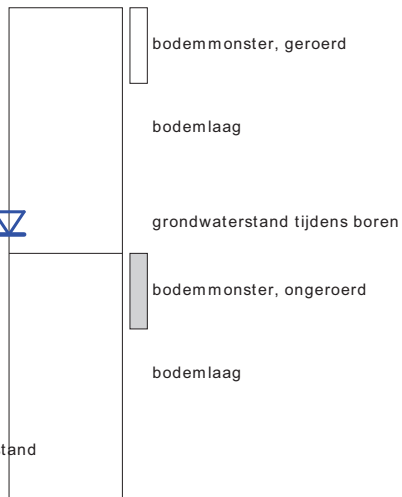 bodemmonster, geroerd
bodemlaag
grondwaterstand tijdens boren
bodemmonster, ongeroerd
bodemlaag
tand